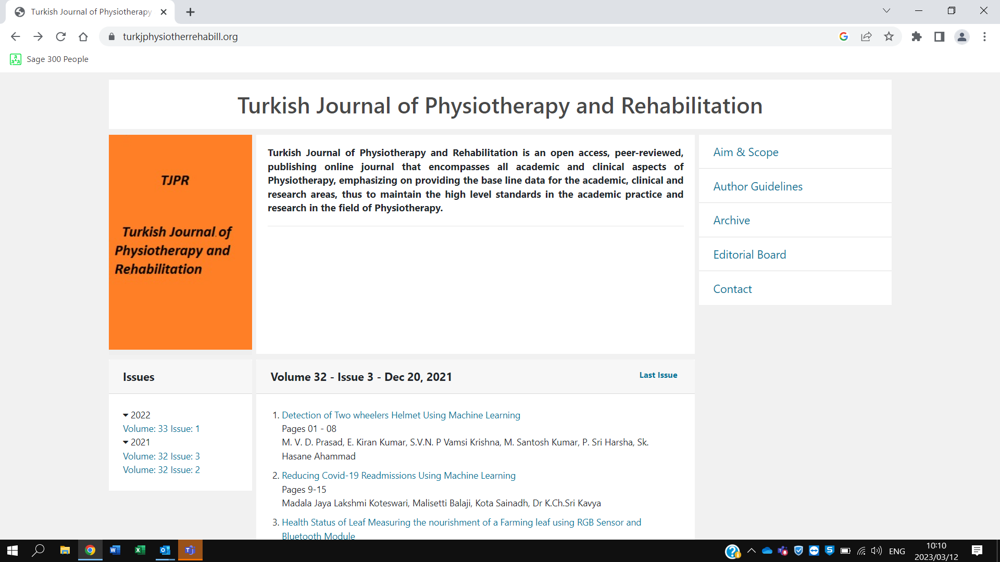 Turkish Journal of Physiotherapy
turkjphysiotherrehabill.org
Sage 300 People
Turkish Journal of Physiotherapy and Rehabilitation
TJPR
Turkish Journal of
Physiotherapy and
Rehabilitation
Turkish Journal of Physiotherapy and Rehabilitation is an open access, peer-reviewed,
publishing online journal that encompasses all academic and clinical aspects of
Physiotherapy, emphasizing on providing the base line data for the academic, clinical and
research areas, thus to maintain the high level standards in the academic practice and
research in the field of Physiotherapy.
Aim & Scope
Author Guidelines
Archive
Editorial Board
Contact
Issues
2022
Volume: 33 Issue: 1
2021
Volume: 32 Issue: 3
Volume: 32 Issue: 2
Volume 32 - Issue 3 - Dec 20, 2021
Last Issue
1. Detection of Two wheelers Helmet Using Machine Learning
Pages 01 - 08
M. V. D. Prasad, E. Kiran Kumar, S.V.N. P Vamsi Krishna, M. Santosh Kumar, P. Sri Harsha, Sk.
Hasane Ahammad
2. Reducing Covid-19 Readmissions Using Machine Learning
Pages 9-15
Madala Jaya Lakshmi Koteswari, Malisetti Balaji, Kota Sainadh, Dr K.Ch.Sri Kavya
3. Health Status of Leaf Measuring the nourishment of a Farming leaf using RGB Sensor and
Bluetooth Module
ENG
10:10
2023/03/12